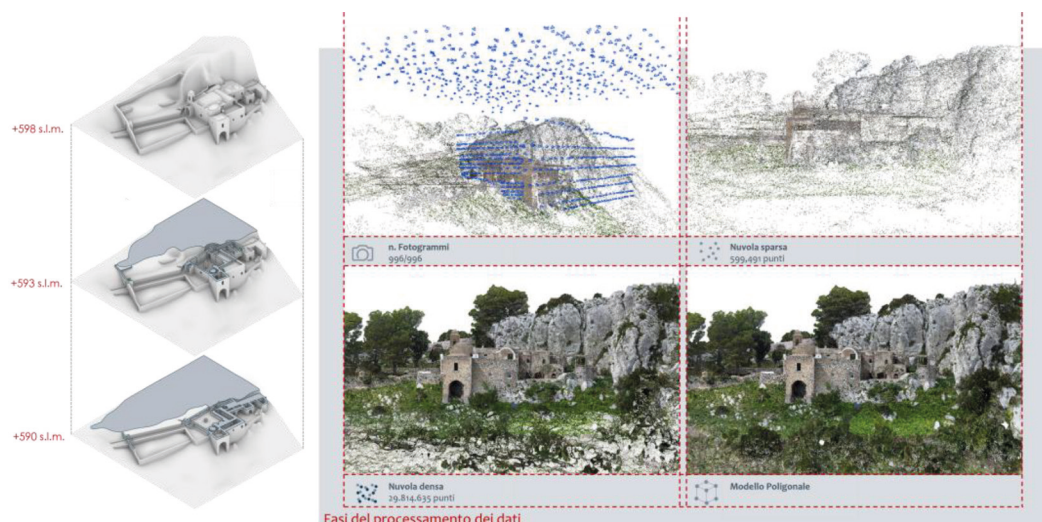 +598 s.l.m.
+593 s.l.m.
+590 s.l.m.
n. Fotogrammi
996/996
Nuvola sparsa
599,491 punti
Nuvola densa
29.814.635 punti
Modello Poligonale
Fasi del processamento dei dati